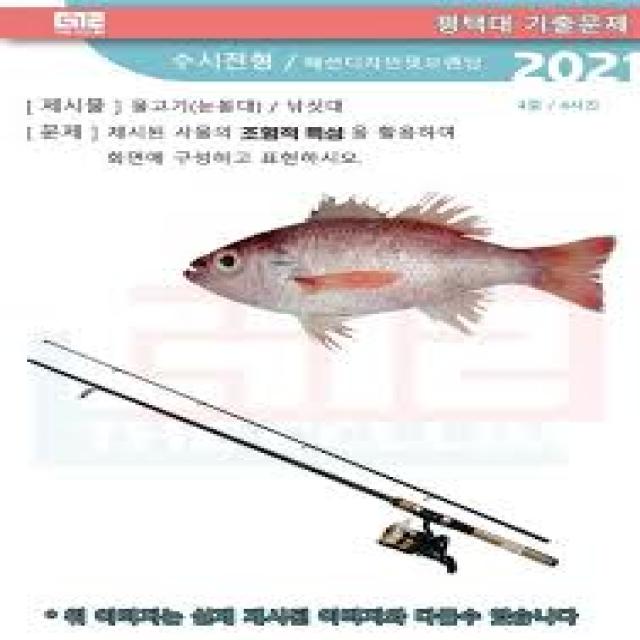 평택대 기출문제
수시전형 / 패션디자인및브랜딩
2021
[ 제시물 ] 물고기(눈볼대) / 낚싯대
4절 / 4시간
[ 문제 ] 제시된 사물의 조형적 특성 을 활용하여
화면에 구성하고 표현하시오.
* 위 이미지는 실제 제시된 이미지와 다를수 있습니다